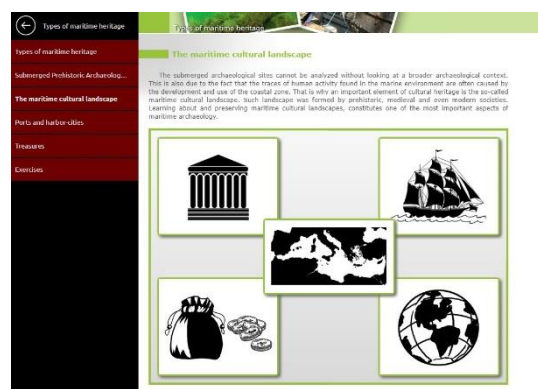 Types of maritime heritage
Types of maritime heritage
Types of maritime heritage
Submerged Prehistoric Archaeolog...
The maritime cultural landscape
Ports and harbor-cities
Treasures
Exercises
The maritime cultural landscape
The submerged archaeological sites cannot be analyzed without looking at a broader archaeological context.
This is also due to the fact that the traces of human activity found in the marine environment are often caused by
the development and use of the coastal zone. That is why an important element of cultural heritage is the so-called
maritime cultural landscape. Such landscape was formed by prehistoric, medieval and even modern societies.
Learning about and preserving maritime cultural landscapes, constitutes one of the most important aspects of
maritime archaeology.